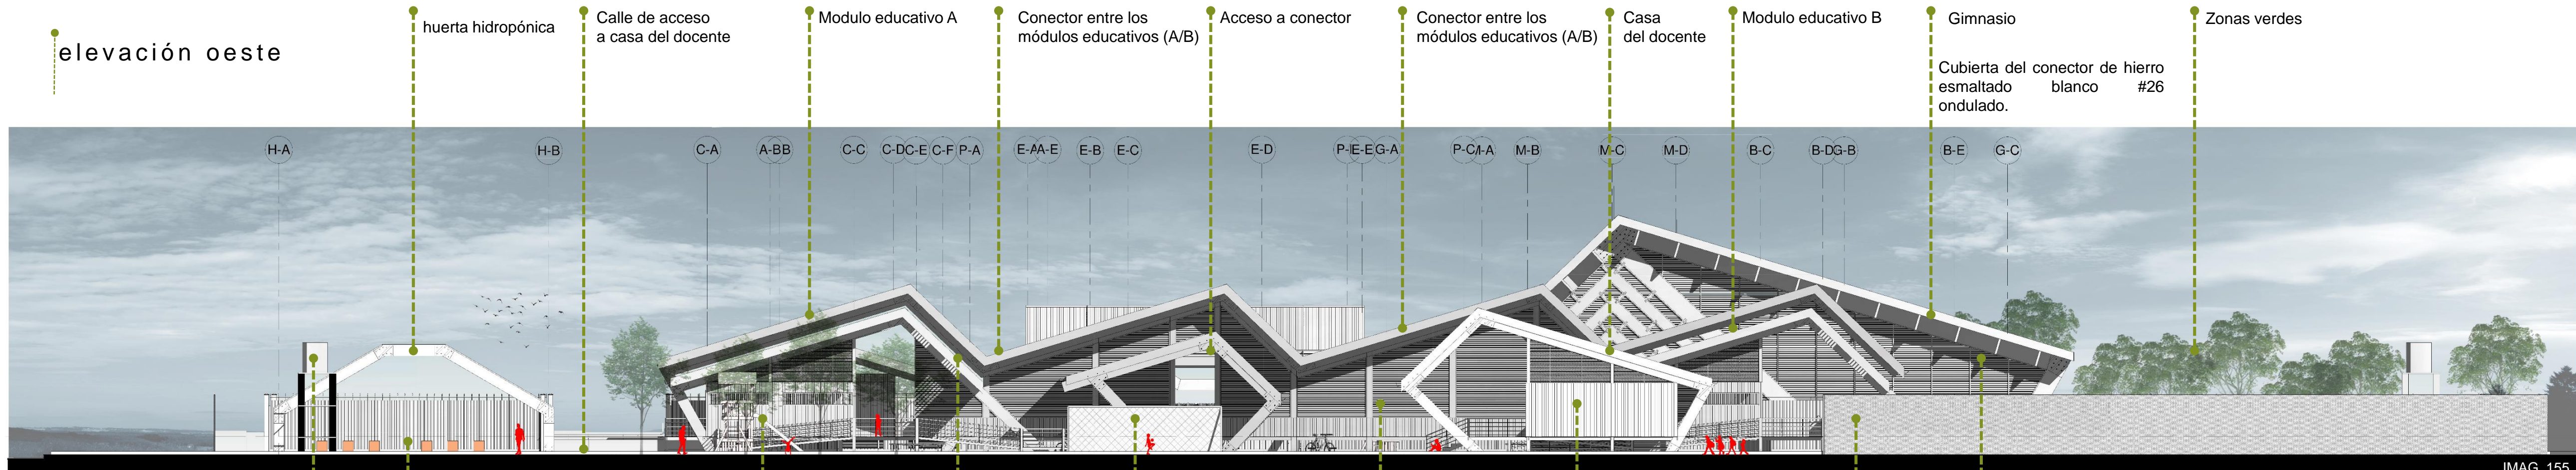 elevación oeste
huerta hidropónica
Calle de acceso
a casa del docente
Modulo educativo A
Conector entre los
módulos educativos (A/B)
Acceso a conector
Conector entre los
módulos educativos (A/B)
Casa
del docente
Modulo educativo B
Gimnasio
Cubierta del conector de hierro
esmaltado blanco #26
ondulado.
Zonas verdes
H-A
H-B
C-A
C-C
C-F
P-A
E-B
E-C
E-D
G-A
M-B
M-C
M-D
B-C
G-B
B-E
G-C
IMAG. 155